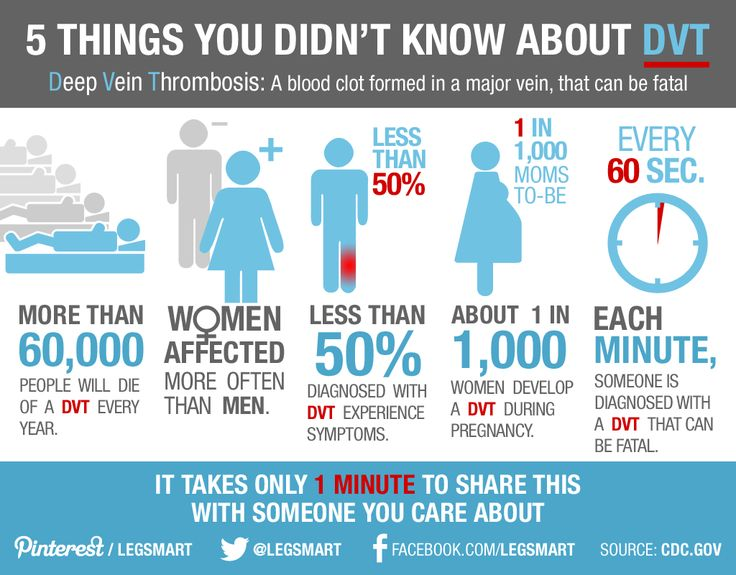 5 THINGS YOU DIDN'T KNOW ABOUT DVT
Deep Vein Thrombosis: A blood clot formed in a major vein, that can be fatal
LESS
THAN
50%
1 IN
1,000
MOMS
TO-BE
EVERY
60 SEC.
MORE THAN
60,000
PEOPLE WILL DIE
OF A DVT EVERY
YEAR.
WOMEN
AFFECTED
MORE OFTEN
THAN MEN.
LESS THAN
50%
DIAGNOSED WITH
DVT EXPERIENCE
SYMPTOMS.
ABOUT 1 IN
1,000
WOMEN DEVELOP
A DVT DURING
PREGNANCY.
EACH
MINUTE,
SOMEONE IS
DIAGNOSED WITH
A DVT THAT CAN
BE FATAL.
IT TAKES ONLY 1 MINUTE TO SHARE THIS
WITH SOMEONE YOU CARE ABOUT
Pinterest / LEGSMART @LEGSMART f FACEBOOK.COM/LEGSMART SOURCE: CDC.GOV